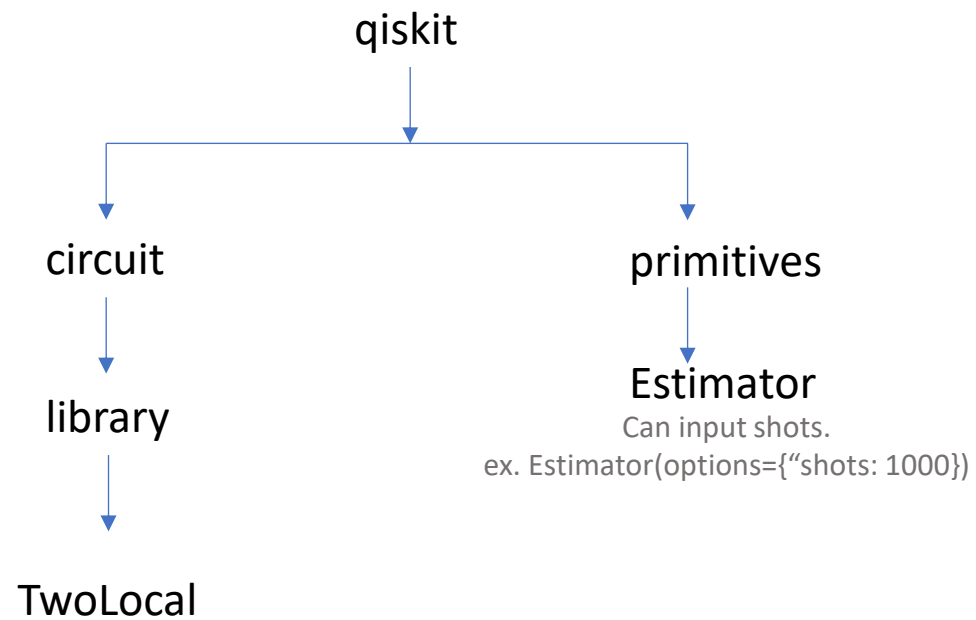 qiskit
circuit
primitives
library
Estimator
Can input shots.
ex. Estimator(options={“shots: 1000})
TwoLocal